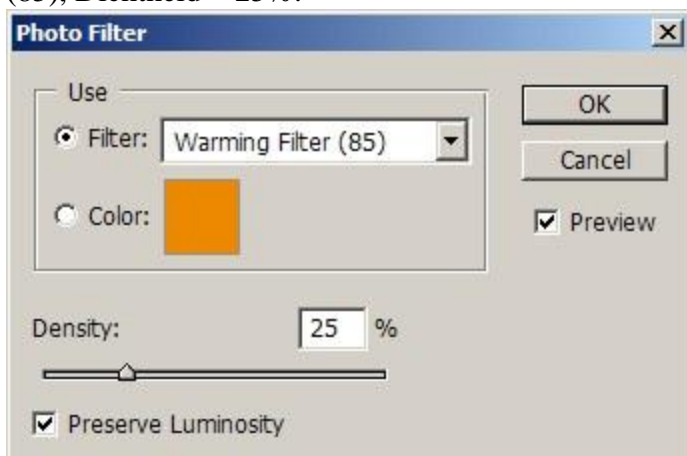 Photo Filter
Use
Filter: Warming Filter (85)
Color:
OK
Cancel
Preview
Density: 25 %
Preserve Luminosity